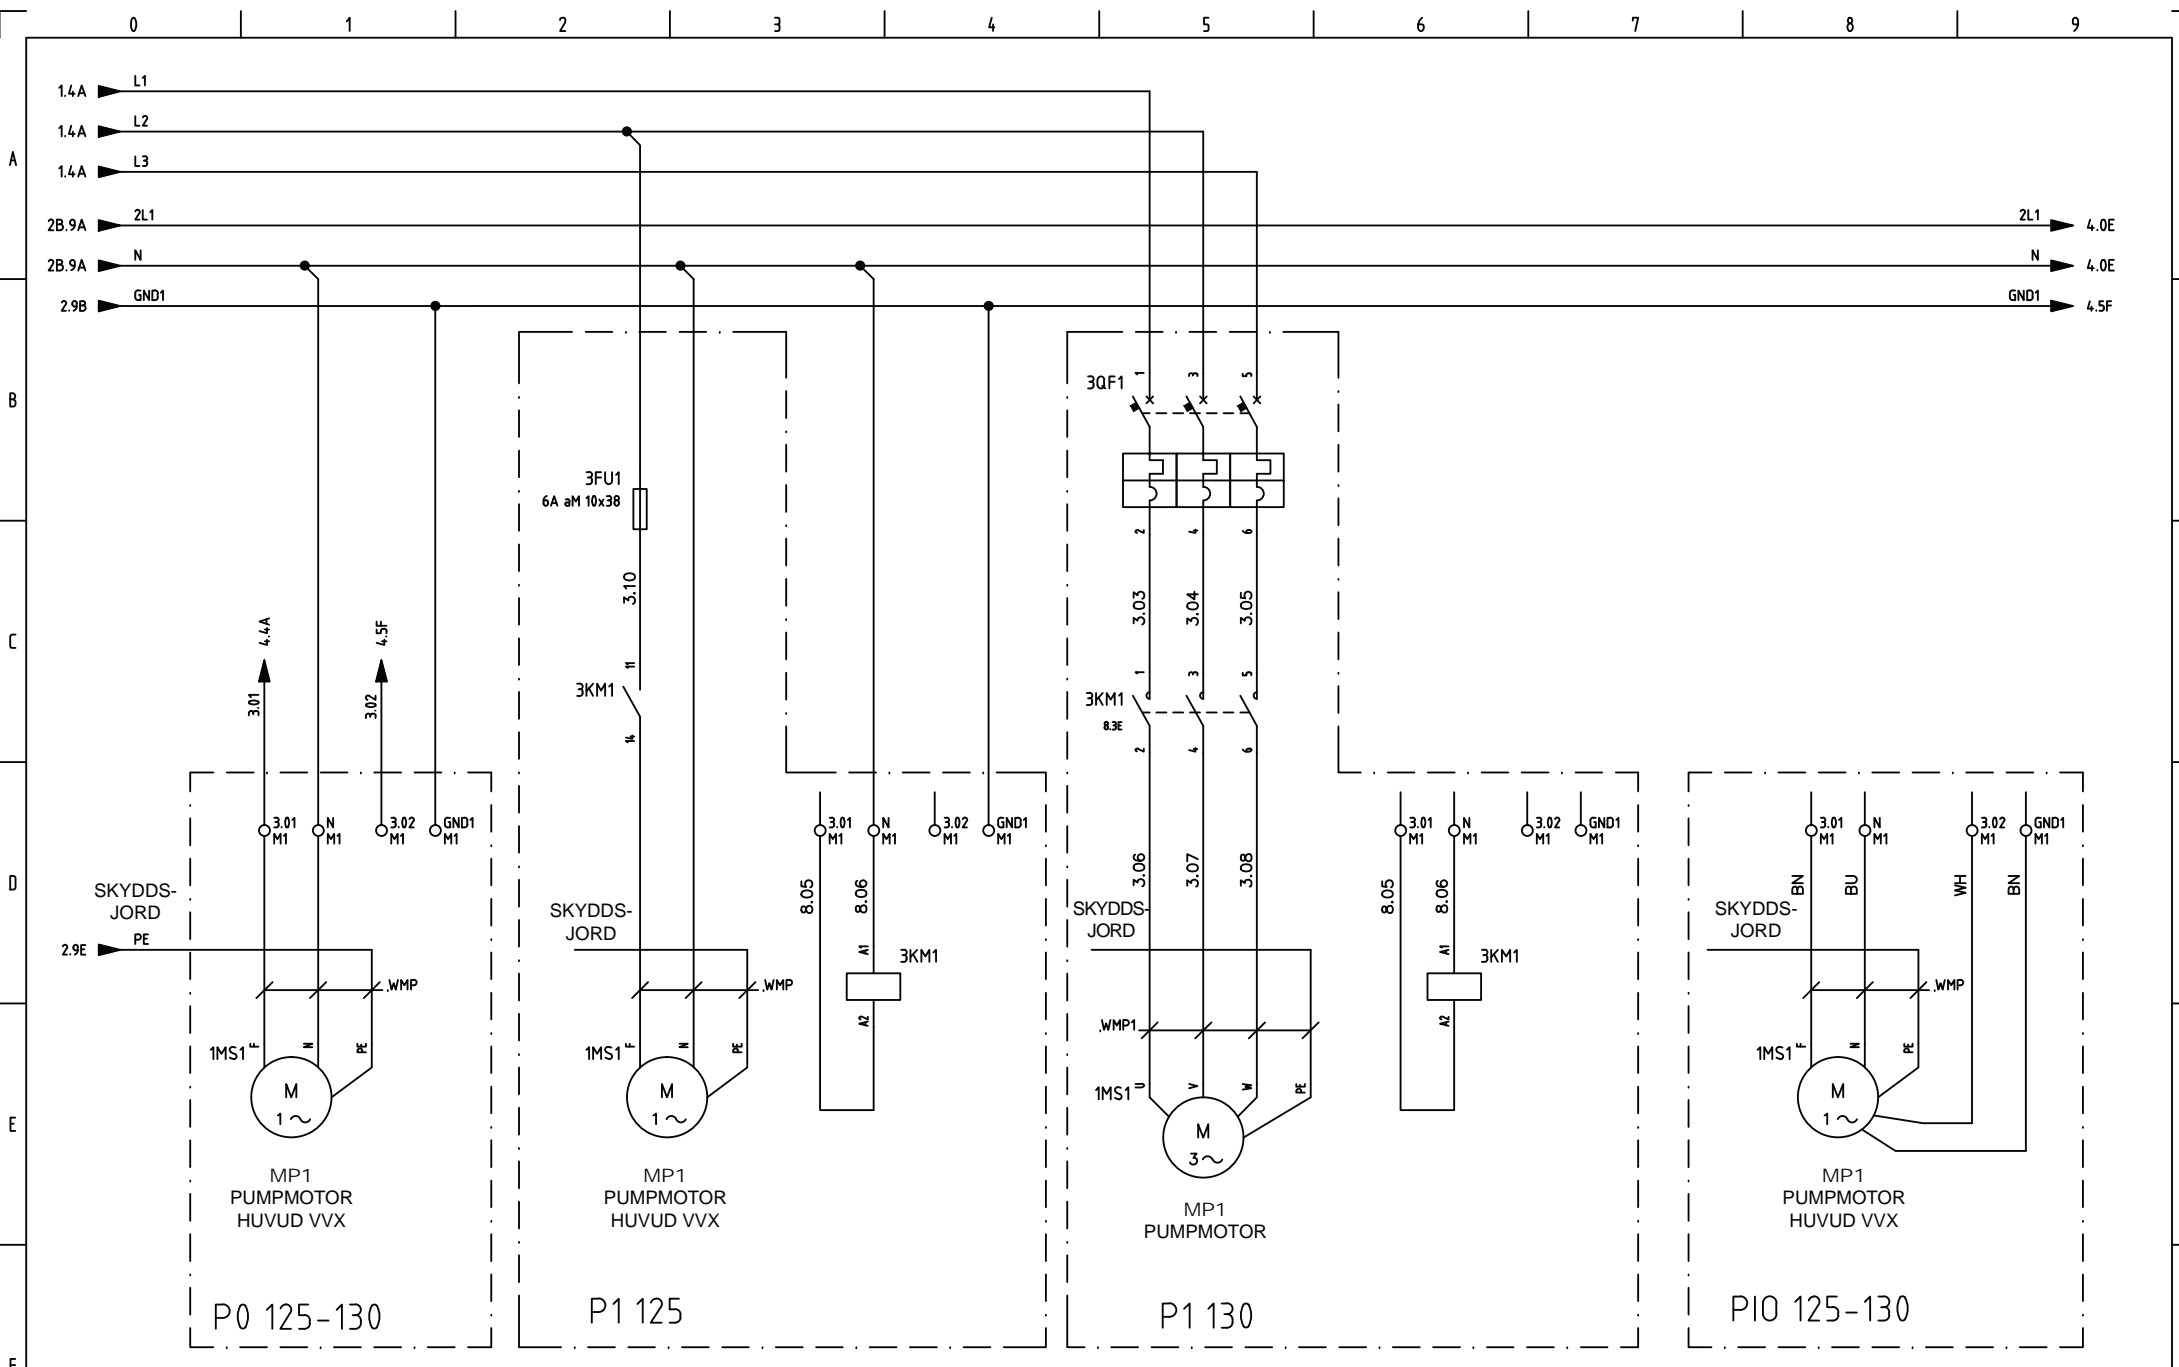 0 1 2 3 4 5 6 7 8 9
1.4A L1
1.4A L2
A
1.4A L3
2B.9A 2L1 2L1 4.0E
2B.9A N N 4.0E
2.9B GND1 GND1 4.5F
B
3QF1 1 3 5
3FU1
6A aM 10x38
2 4 6
3.10
3.03 3.04 3.05
C
4.4A 4.5F
3.01 3.02
11
3KM1
14
1 3 5
3KM1
8.3E
2 4 6
3.01
M1
N
M1
3.02
M1
GND1
M1
3.01
M1
N
M1
3.02
M1
GND1
M1
3.01
M1
N
M1
3.02
M1
GND1
M1
3.01
M1
N
M1
3.02
M1
GND1
M1
D
3.06 3.07 3.08
8.05 8.06
8.05 8.06
BN BU WH BN
SKYDDS-
JORD
SKYDDS-
JORD
SKYDDS-
JORD
SKYDDS-
JORD
2.9E PE
A1
3KM1
A2
A1
3KM1
A2
.WMP
.WMP
.WMP1
.WMP
1MS1 F N PE
M
1~
1MS1 F N PE
M
1~
1MS1 U V W PE
M
3~
1MS1 F N PE
M
1~
E
MP1
PUMPMOTOR
HUVUD VVX
MP1
PUMPMOTOR
HUVUD VVX
MP1
PUMPMOTOR
MP1
PUMPMOTOR
HUVUD VVX
P0 125-130
P1 125
P1 130
PIO 125-130
F